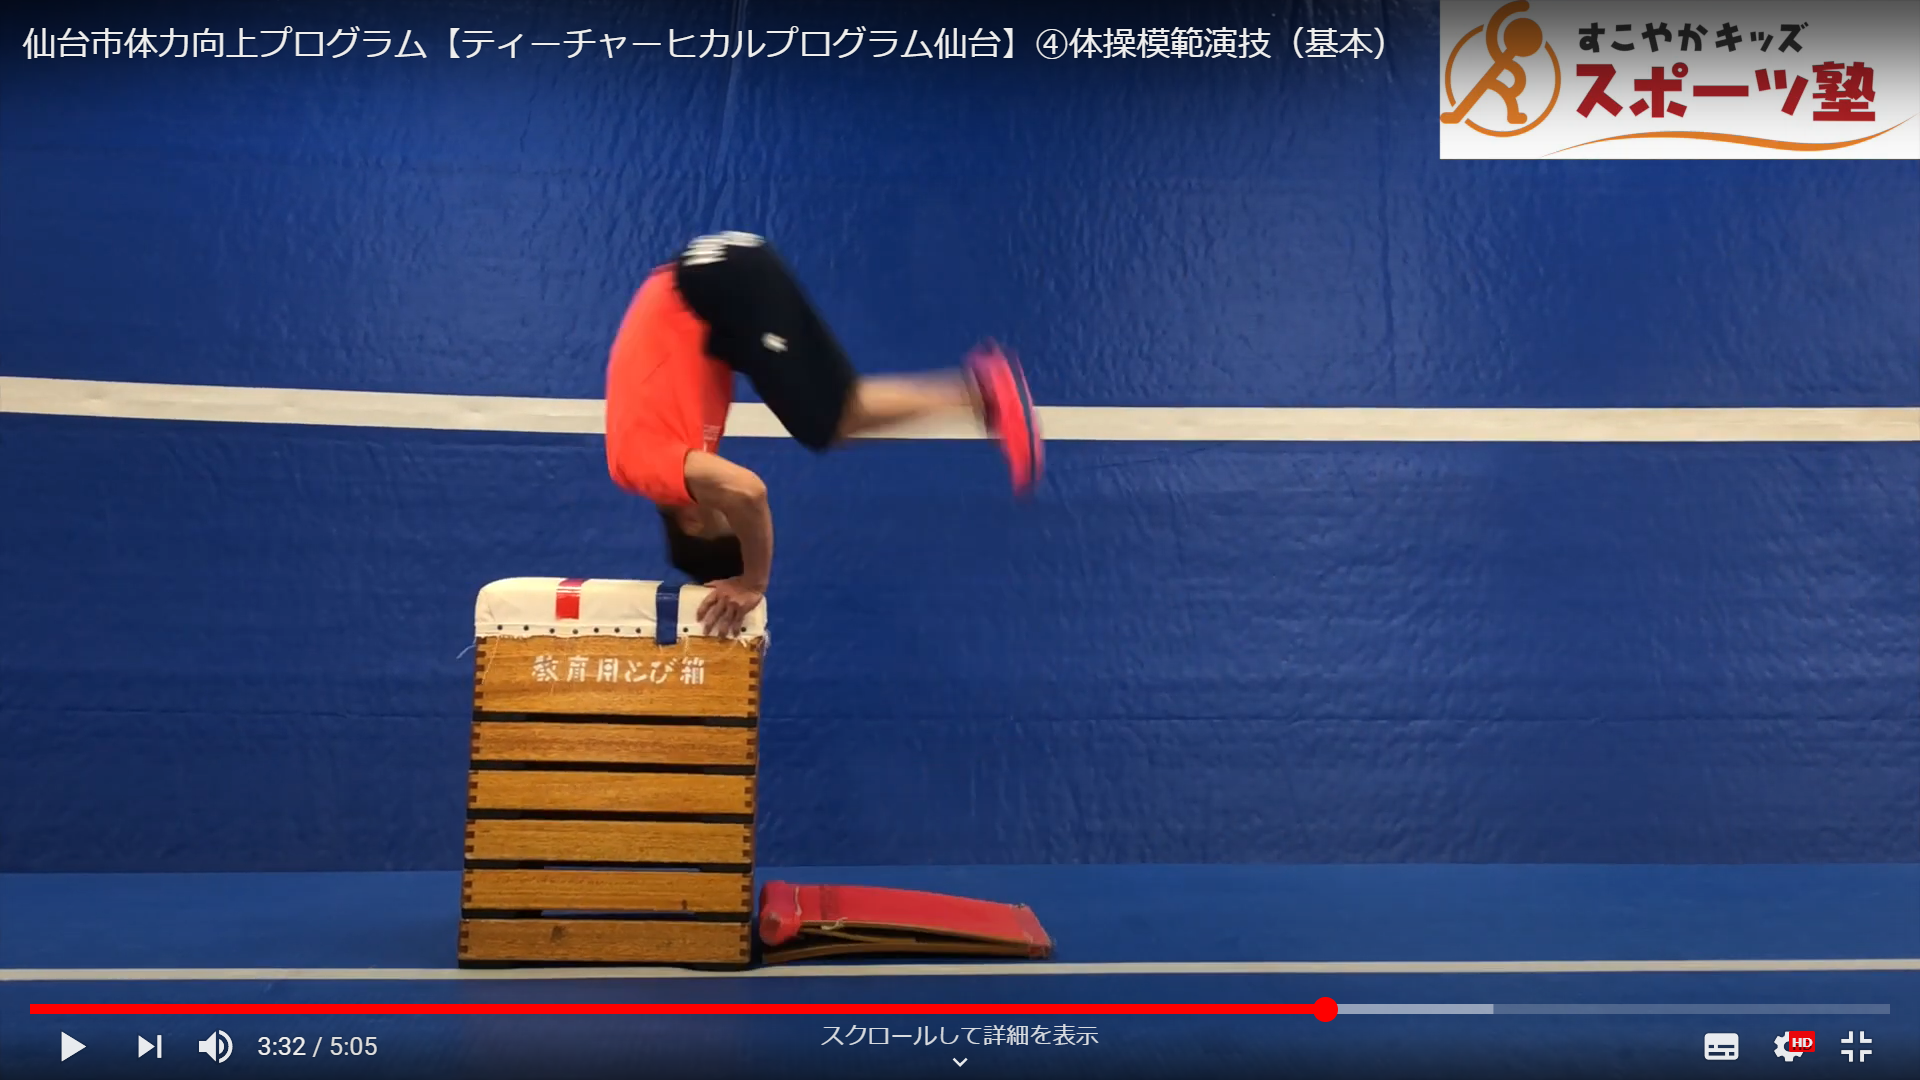 仙台市体力向上プログラム【ティーチャーヒカルプログラム仙台】④体操模範演技（基本）
すこやかキッズ
スポーツ塾
教育用とび箱
3:32 / 5:05
スクロールして詳細を表示
HD